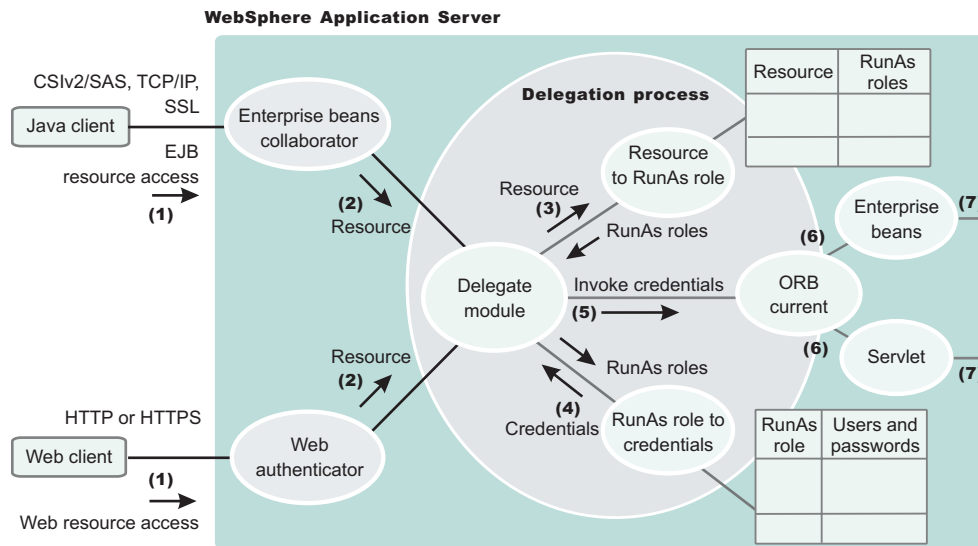 WebSphere Application Server
CSIv2/SAS, TCP/IP,
SSL
Java client
EJB
resource access
(1)
Enterprise beans
collaborator
(2)
Resource
Delegation process
Resource
to RunAs role
Resource
(3)
RunAs roles
Resource
RunAs
roles
Delegate
module
Invoke credentials
(5)
ORB
current
(6)
Enterprise
beans
(7
(6)
Servlet
(7
Resource
(2)
RunAs roles
(4)
Credentials
RunAs role to
credentials
HTTP or HTTPS
Web client
(1)
Web resource access
Web
authenticator
RunAs
role
Users and
passwords